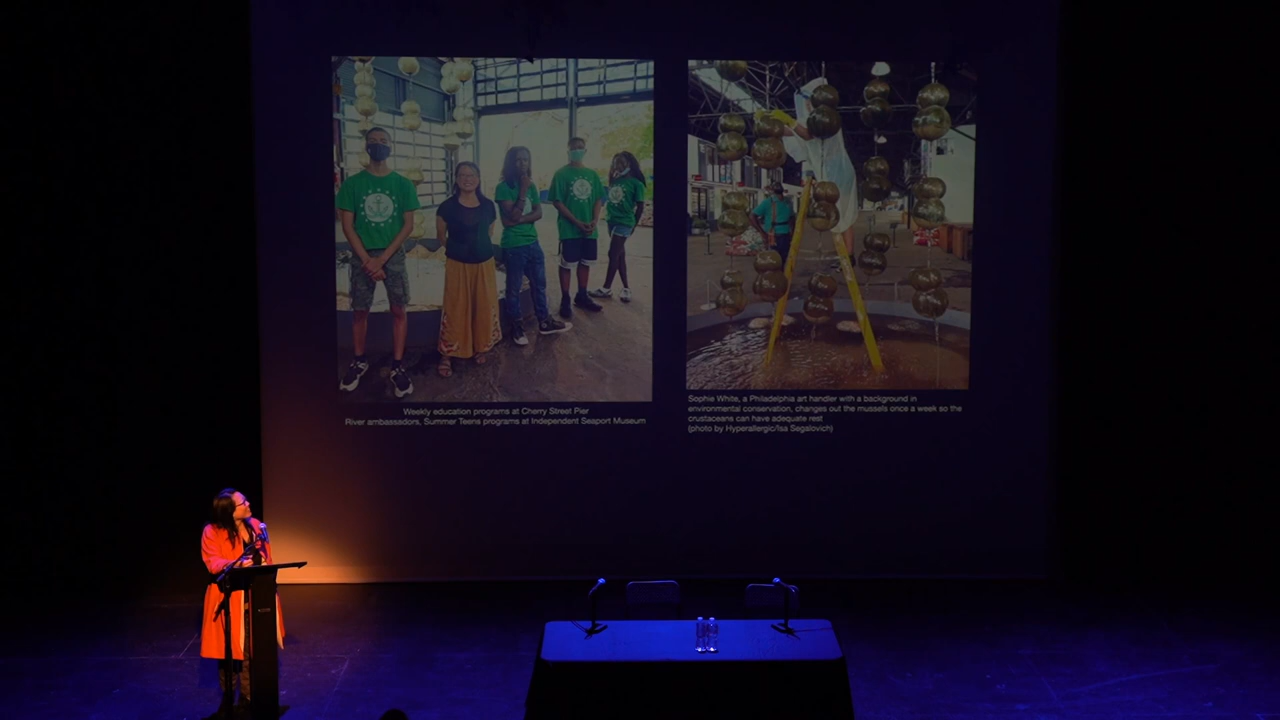 Weekly education programs at Cherry Street Pier
River ambassadors, Summer Teens programs at Independent Seaport Museum
Sophie White, a Philadelphia art handler with a background in
environmental conservation, changes out the mussels once a week so the
crustaceans can have adequate rest
(photo by Hyperallergic/Isa Segalovich)